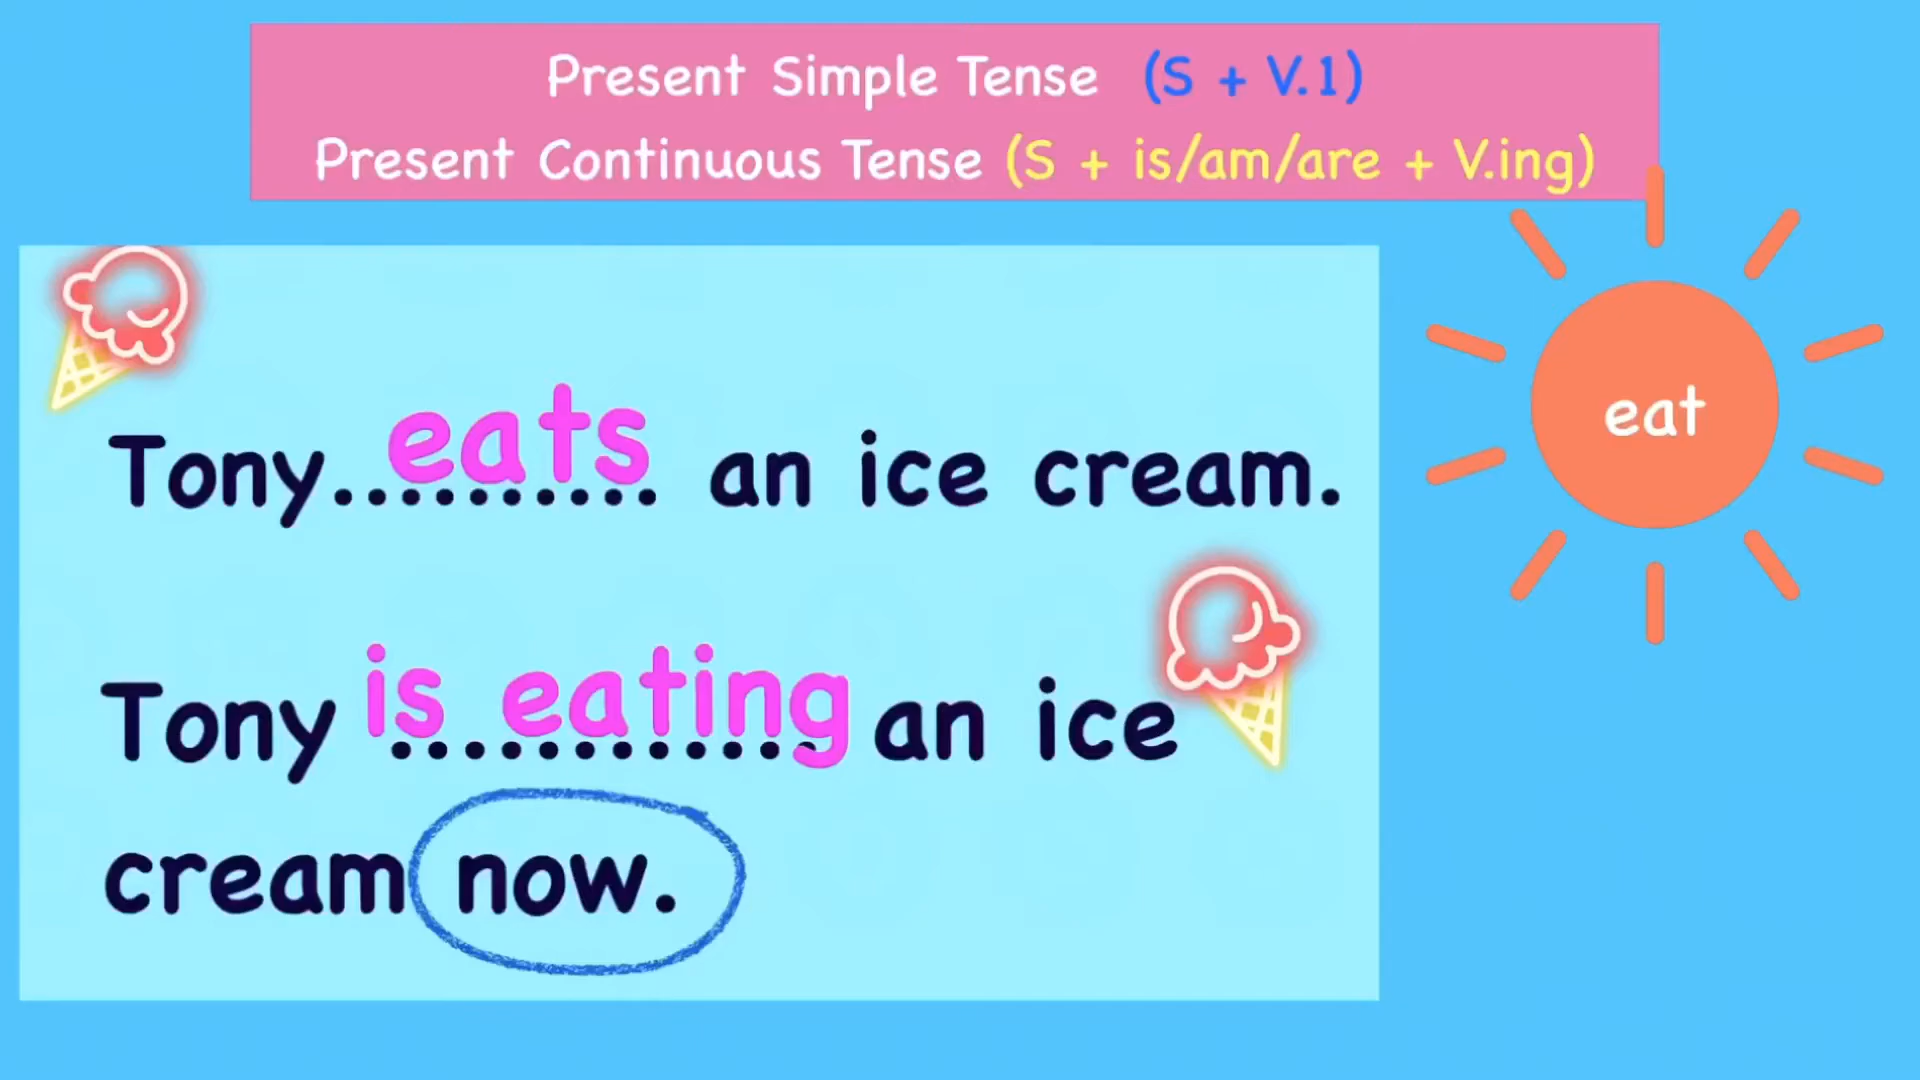 Present Simple Tense (S + V.1)
Present Continuous Tense (S + is/am/are + V.ing)
eat
Tony..eats.. an ice cream.
Tony is eating an ice
cream now.